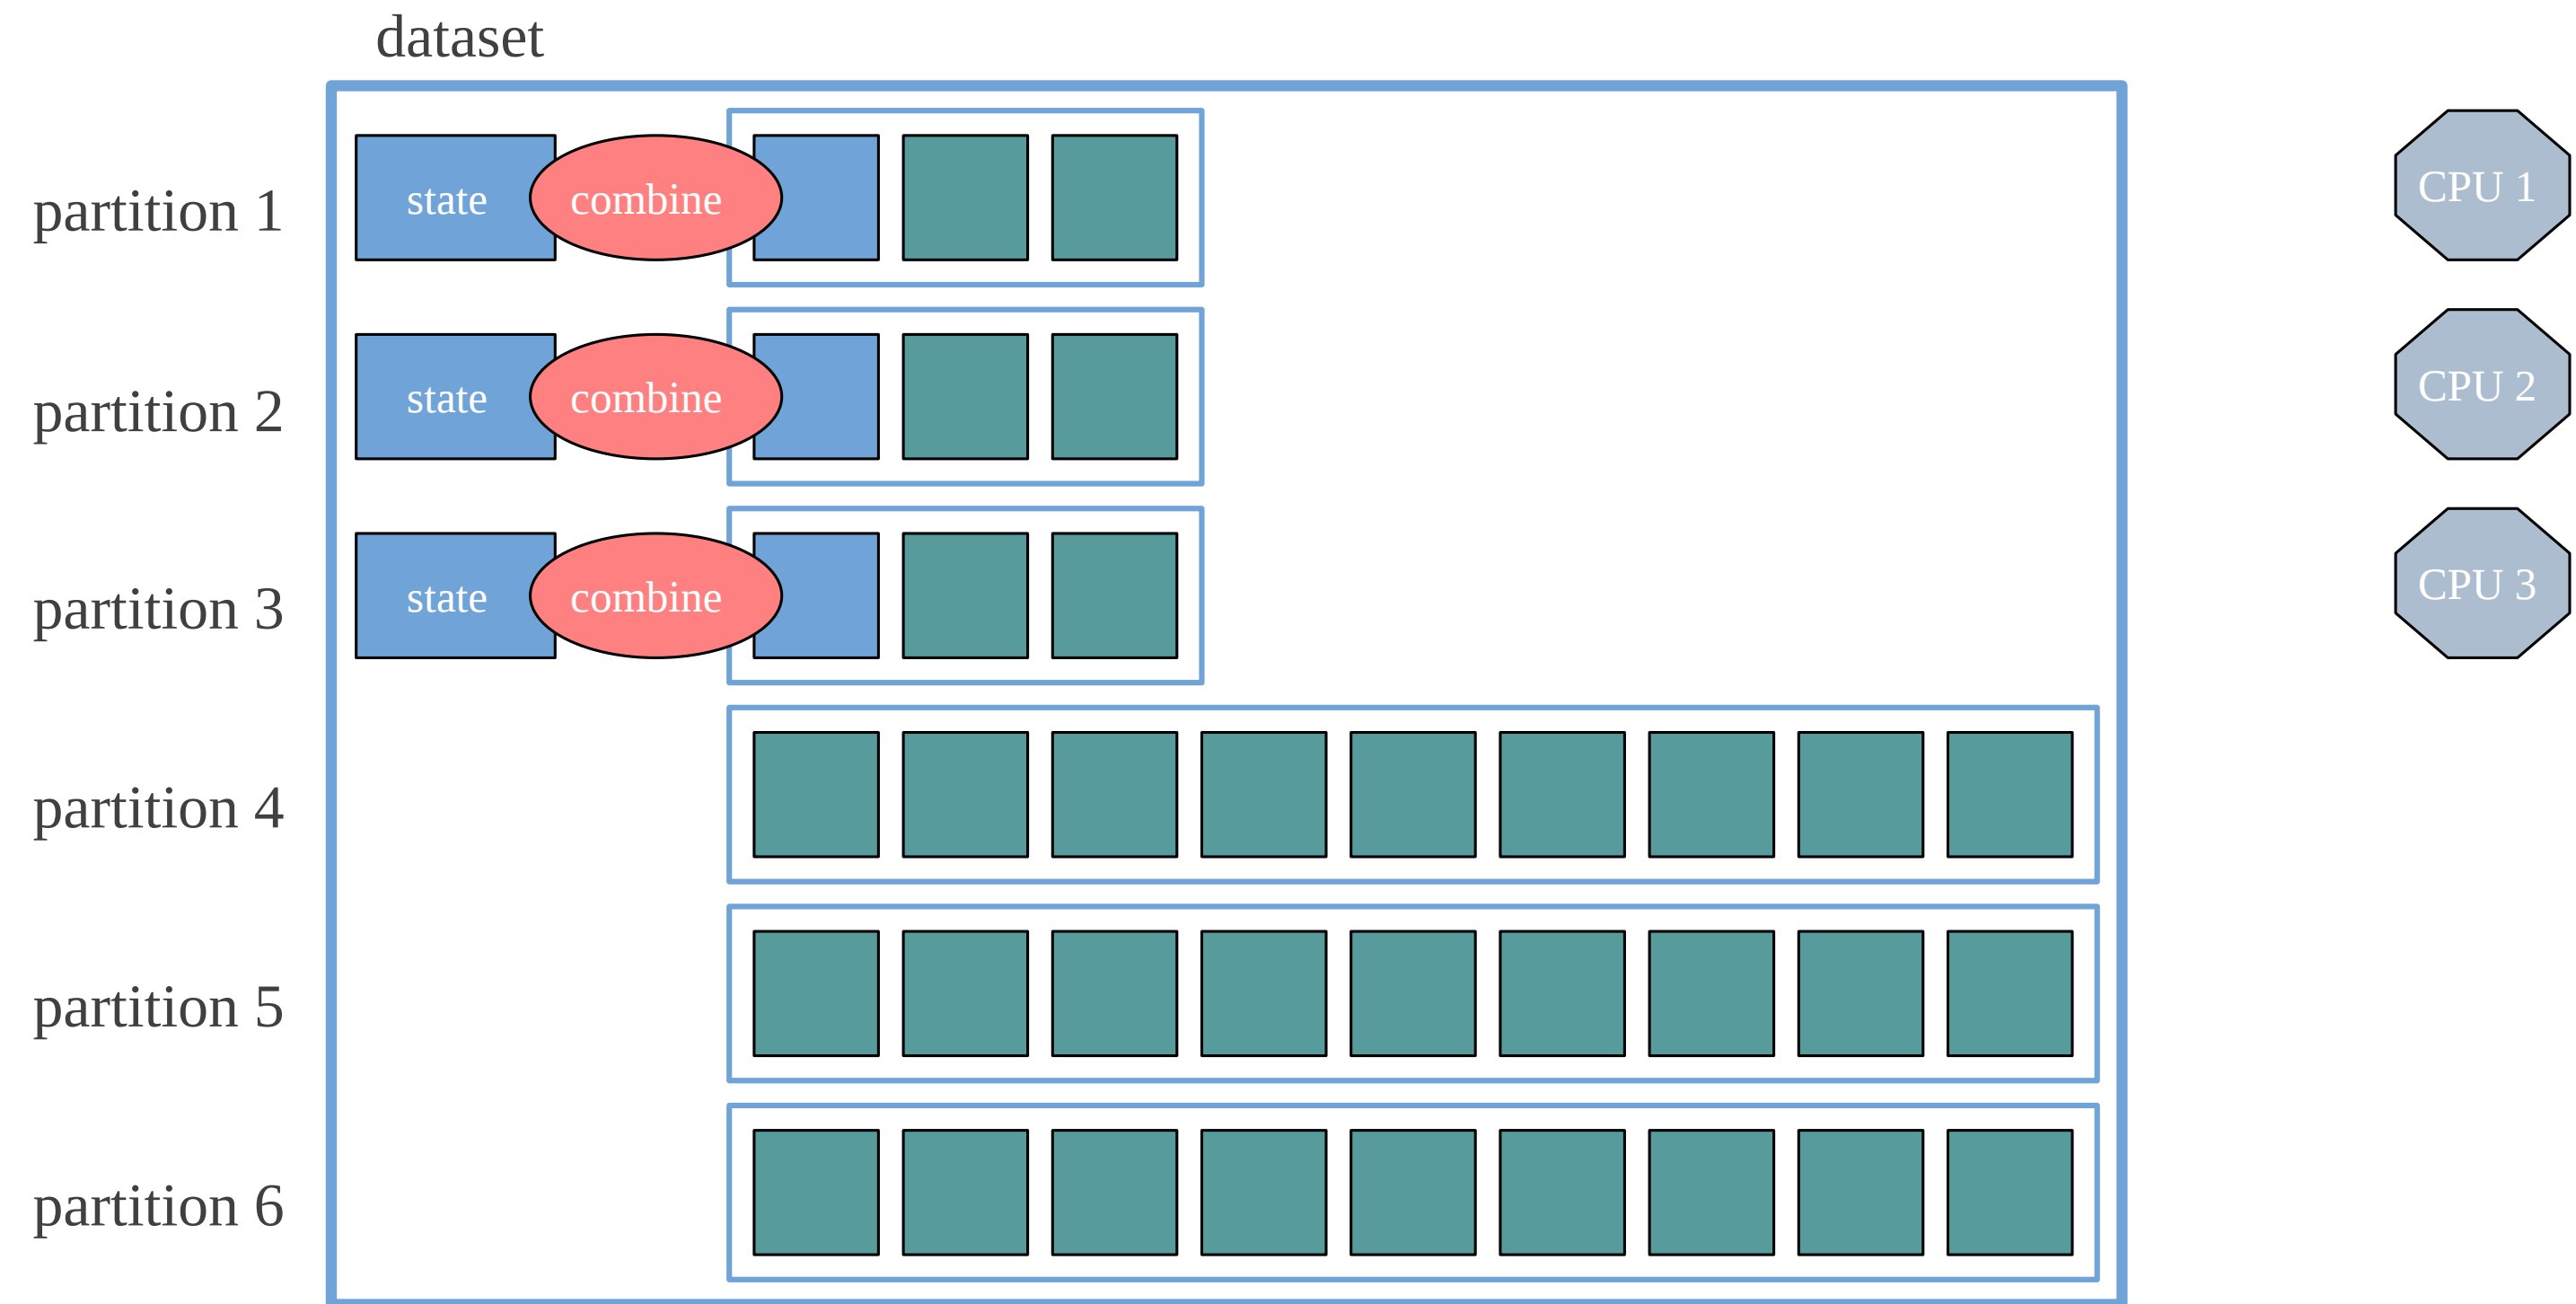 dataset
partition 1
state
combine
CPU 1
partition 2
state
combine
CPU 2
partition 3
state
combine
CPU 3
partition 4
partition 5
partition 6